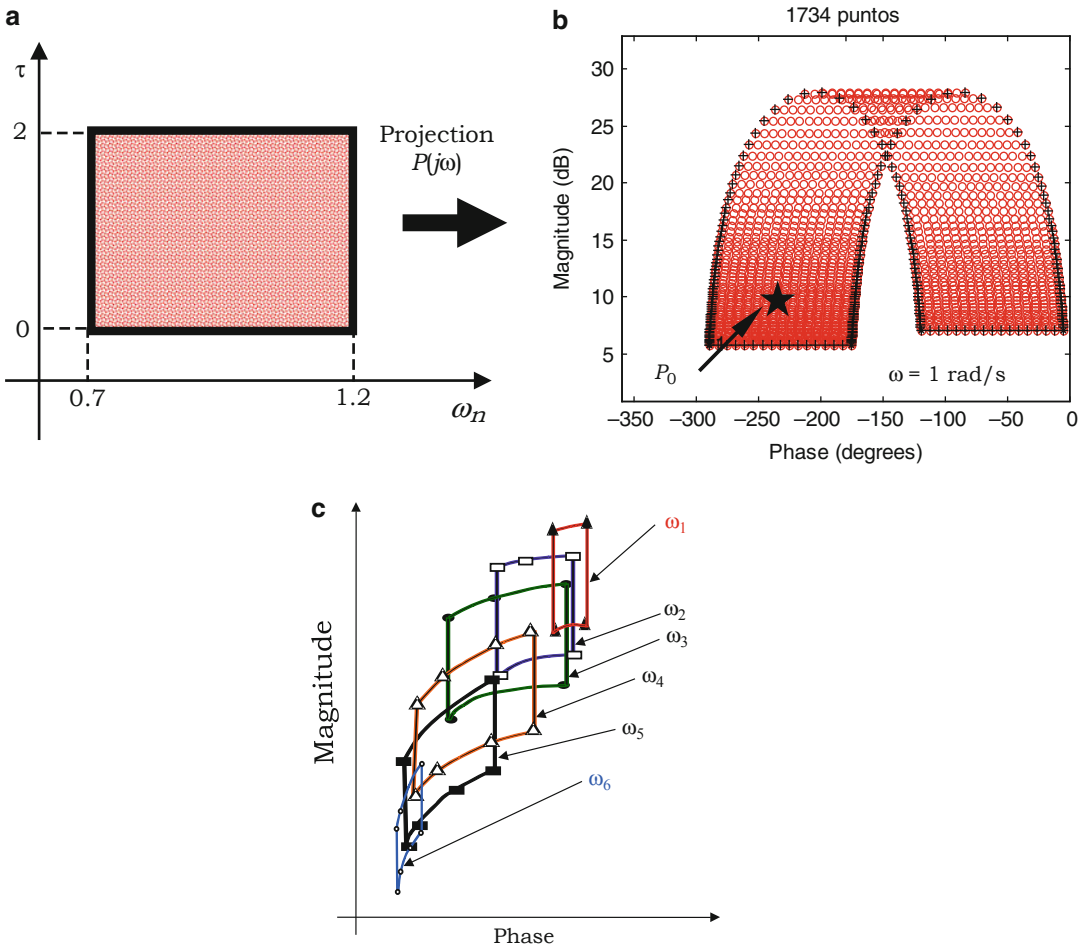 a
τ
2
0
0.7
1.2
ωn
Projection
P(jω)
b
1734 puntos
Magnitude (dB)
30
25
20
15
10
5
P0
ω = 1 rad/s
−350 −300 −250 −200 −150 −100 −50 0
Phase (degrees)
c
Magnitude
ω1
ω2
ω3
ω4
ω5
ω6
Phase